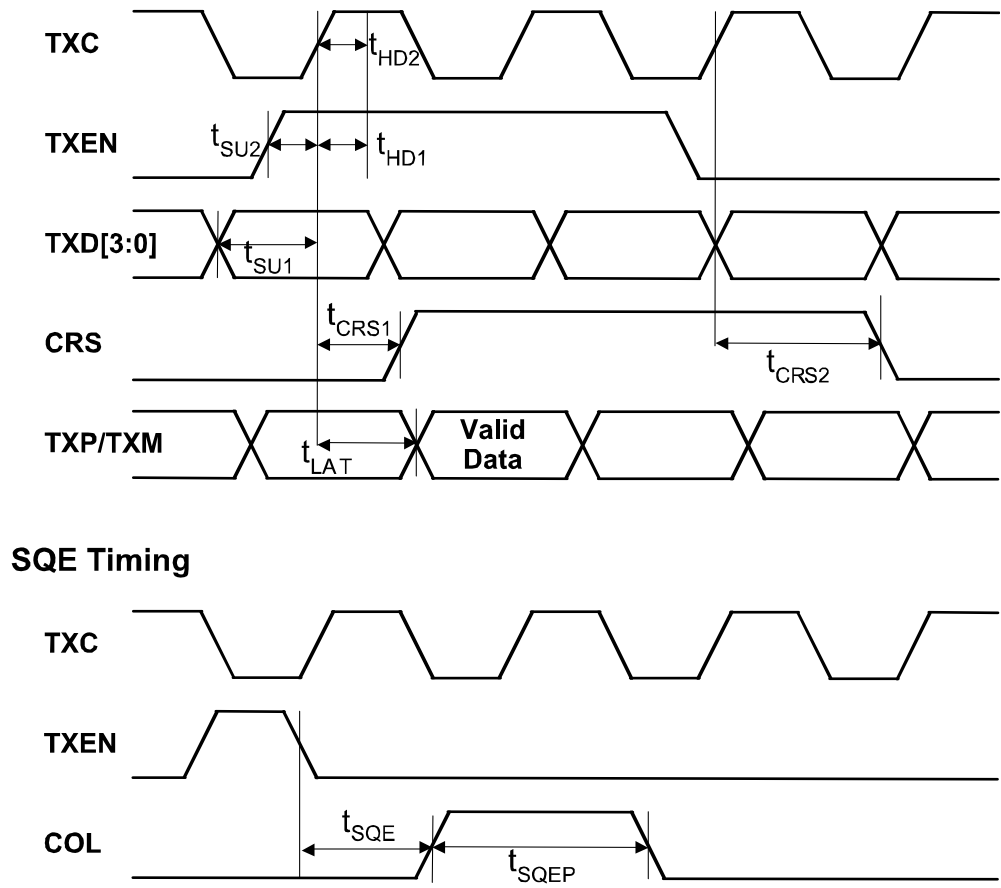 TXC
tHD2
TXEN
tSU2
tHD1
TXD[3:0]
tSU1
CRS
tCRS1
tCRS2
TXP/TXM
tLAT
Valid
Data
SQE Timing
TXC
TXEN
COL
tSQE
tSQEP